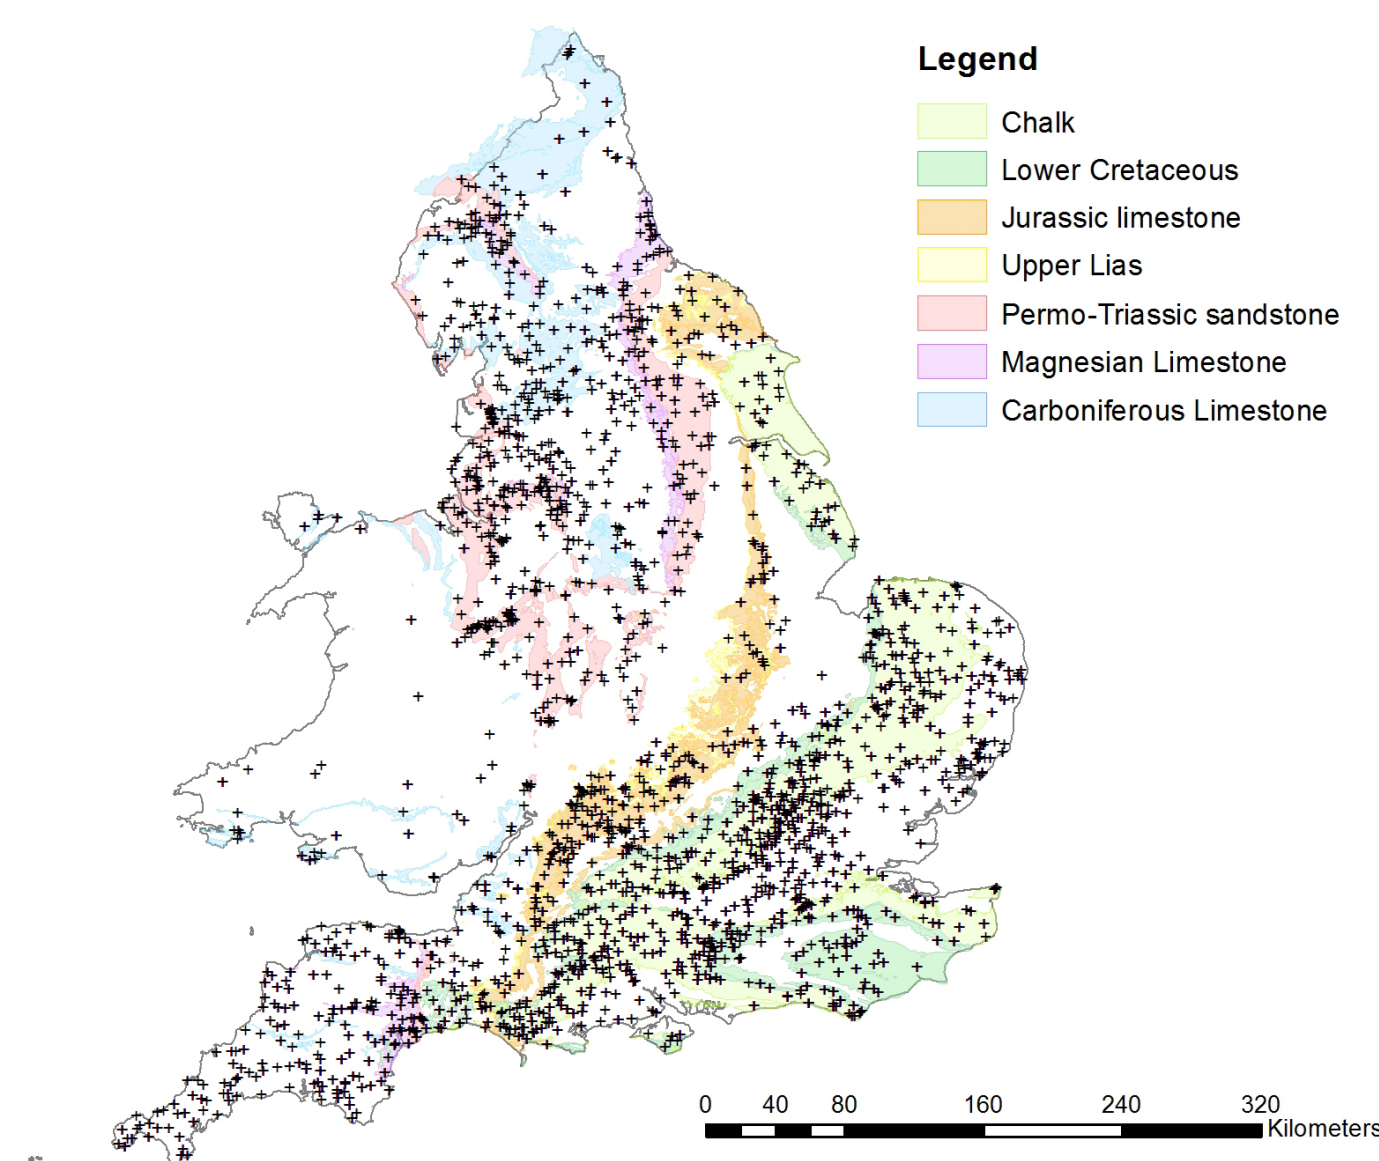 Legend
Chalk
Lower Cretaceous
Jurassic limestone
Upper Lias
Permo-Triassic sandstone
Magnesian Limestone
Carboniferous Limestone
0 40 80 160 240 320
Kilometers